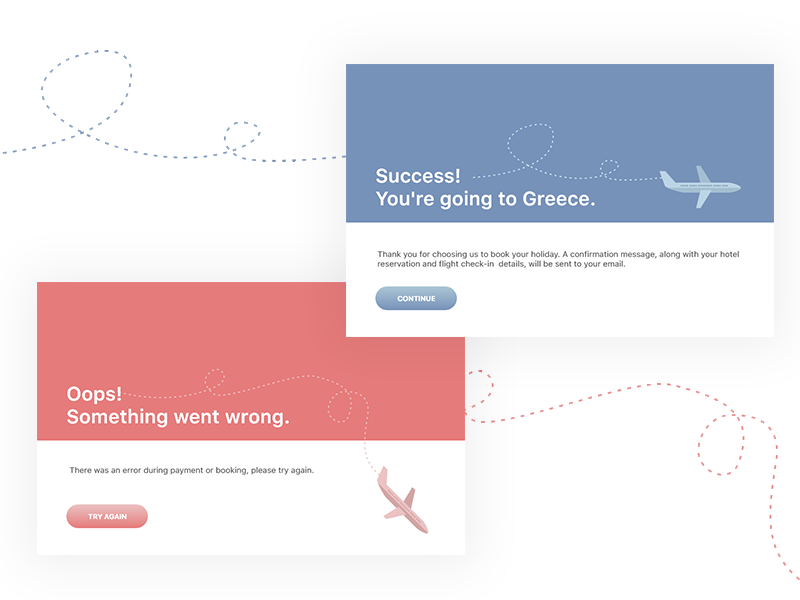 Success!
You're going to Greece.
Thank you for choosing us to book your holiday. A confirmation message, along with your hotel
reservation and flight check-in  details, will be sent to your email.
CONTINUE
Oops!
Something went wrong.
There was an error during payment or booking, please try again.
TRY AGAIN